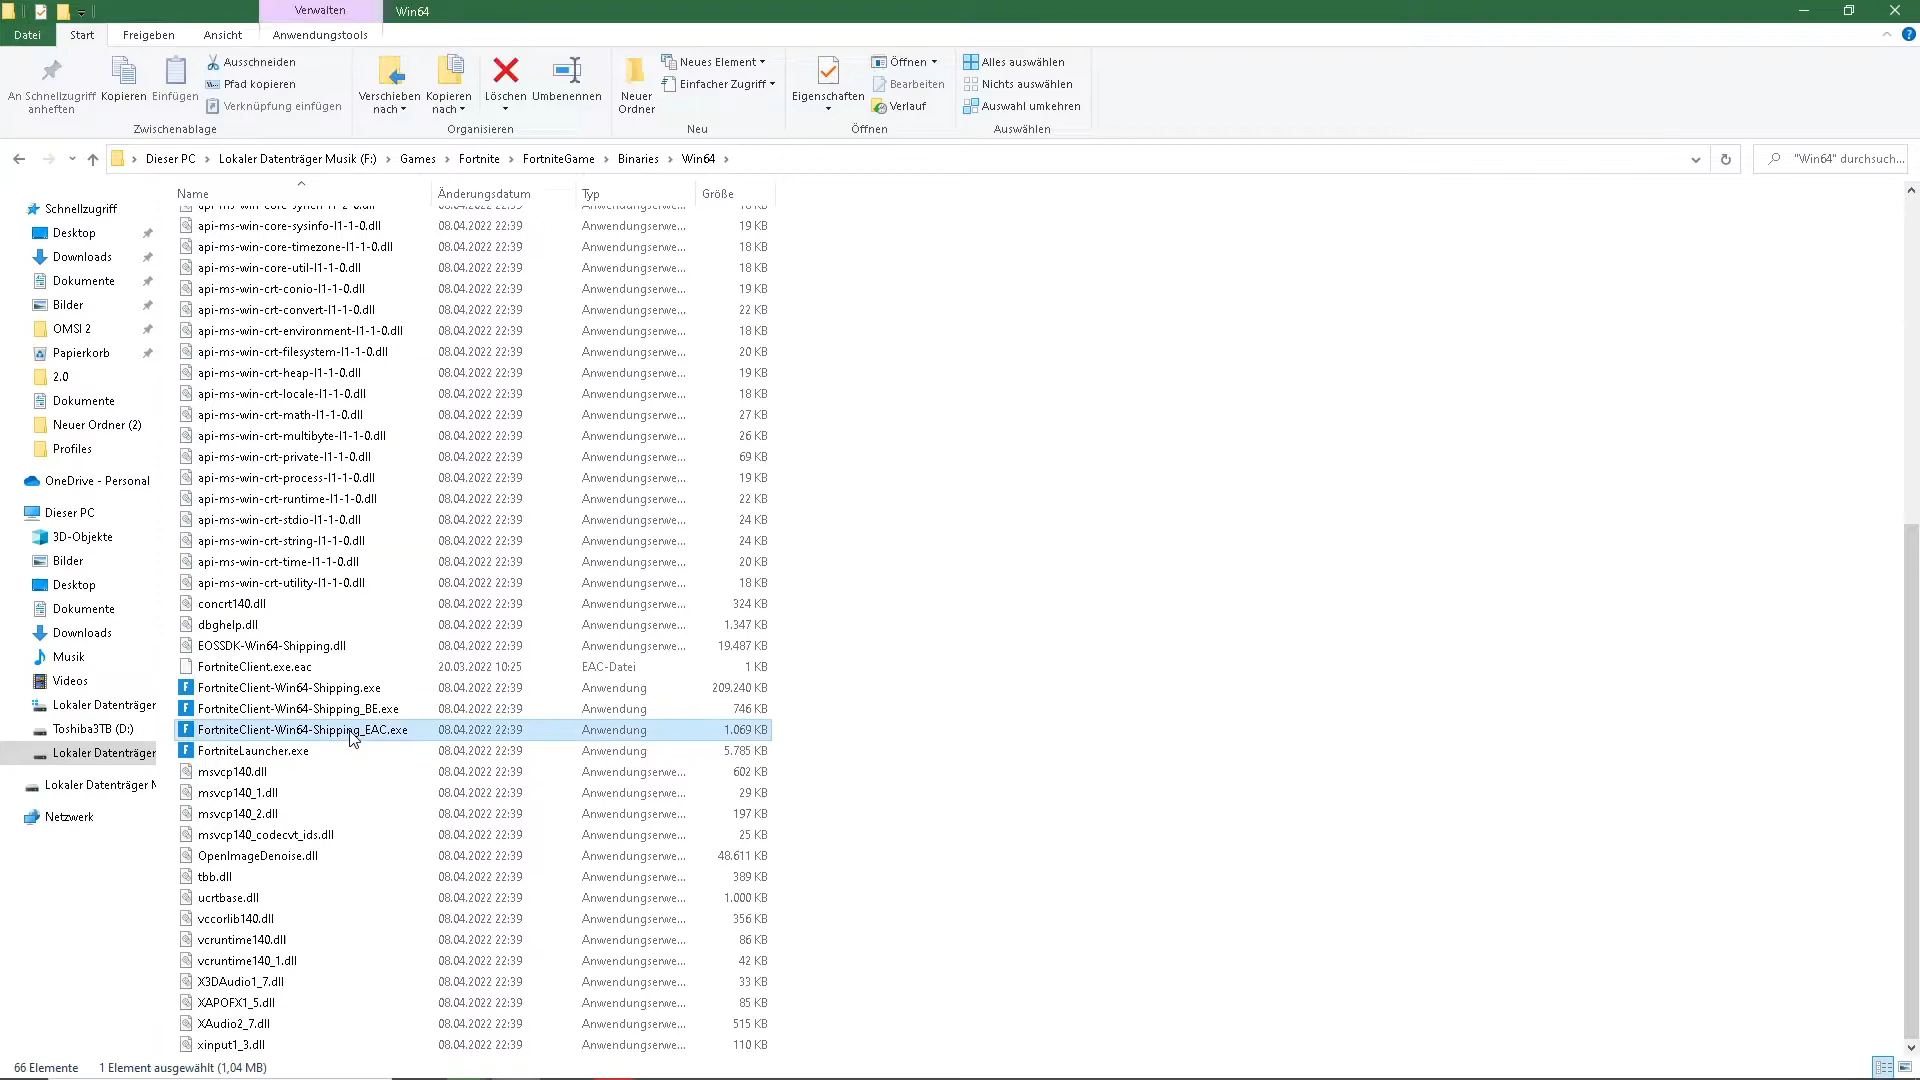 Verwalten
Win64
Datei
Start
Freigeben
Ansicht
Anwendungstools
An Schnellzugriff anheften
Kopieren
Einfügen
Ausschneiden
Pfad kopieren
Verknüpfung einfügen
Zwischenablage
Verschieben nach
Kopieren nach
Löschen
Umbenennen
Organisieren
Neuer Ordner
Neues Element
Einfacher Zugriff
Neu
Eigenschaften
Öffnen
Bearbeiten
Verlauf
Öffnen
Alles auswählen
Nichts auswählen
Auswahl umkehren
Auswählen
Dieser PC > Lokaler Datenträger Musik (F:) > Games > Fortnite > FortniteGame > Binaries > Win64 >
"Win64" durchsuch...
Schnellzugriff
Desktop
Downloads
Dokumente
Bilder
OMSI 2
Papierkorb
2.0
Dokumente
Neuer Ordner (2)
Profiles
OneDrive - Personal
Dieser PC
3D-Objekte
Bilder
Desktop
Dokumente
Downloads
Musik
Videos
Lokaler Datenträger
Toshiba3TB (D:)
Lokaler Datenträger
Lokaler Datenträger M
Netzwerk
Name Änderungsdatum Typ Größe
api-ms-win-core-synch-l1-2-0.dll 08.04.2022 22:39 Anwendungserwe... 18 KB
api-ms-win-core-sysinfo-l1-1-0.dll 08.04.2022 22:39 Anwendungserwe... 19 KB
api-ms-win-core-timezone-l1-1-0.dll 08.04.2022 22:39 Anwendungserwe... 18 KB
api-ms-win-core-util-l1-1-0.dll 08.04.2022 22:39 Anwendungserwe... 18 KB
api-ms-win-crt-conio-l1-1-0.dll 08.04.2022 22:39 Anwendungserwe... 19 KB
api-ms-win-crt-convert-l1-1-0.dll 08.04.2022 22:39 Anwendungserwe... 22 KB
api-ms-win-crt-environment-l1-1-0.dll 08.04.2022 22:39 Anwendungserwe... 18 KB
api-ms-win-crt-filesystem-l1-1-0.dll 08.04.2022 22:39 Anwendungserwe... 20 KB
api-ms-win-crt-heap-l1-1-0.dll 08.04.2022 22:39 Anwendungserwe... 19 KB
api-ms-win-crt-locale-l1-1-0.dll 08.04.2022 22:39 Anwendungserwe... 18 KB
api-ms-win-crt-math-l1-1-0.dll 08.04.2022 22:39 Anwendungserwe... 27 KB
api-ms-win-crt-multibyte-l1-1-0.dll 08.04.2022 22:39 Anwendungserwe... 26 KB
api-ms-win-crt-private-l1-1-0.dll 08.04.2022 22:39 Anwendungserwe... 69 KB
api-ms-win-crt-process-l1-1-0.dll 08.04.2022 22:39 Anwendungserwe... 19 KB
api-ms-win-crt-runtime-l1-1-0.dll 08.04.2022 22:39 Anwendungserwe... 22 KB
api-ms-win-crt-stdio-l1-1-0.dll 08.04.2022 22:39 Anwendungserwe... 24 KB
api-ms-win-crt-string-l1-1-0.dll 08.04.2022 22:39 Anwendungserwe... 24 KB
api-ms-win-crt-time-l1-1-0.dll 08.04.2022 22:39 Anwendungserwe... 20 KB
api-ms-win-crt-utility-l1-1-0.dll 08.04.2022 22:39 Anwendungserwe... 18 KB
concrt140.dll 08.04.2022 22:39 Anwendungserwe... 324 KB
dbghelp.dll 08.04.2022 22:39 Anwendungserwe... 1.347 KB
EOSSDK-Win64-Shipping.dll 08.04.2022 22:39 Anwendungserwe... 19.487 KB
FortniteClient.exe.eac 20.03.2022 10:25 EAC-Datei 1 KB
FortniteClient-Win64-Shipping.exe 08.04.2022 22:39 Anwendung 209.240 KB
FortniteClient-Win64-Shipping_BE.exe 08.04.2022 22:39 Anwendung 746 KB
FortniteClient-Win64-Shipping_EAC.exe 08.04.2022 22:39 Anwendung 1.069 KB
FortniteLauncher.exe 08.04.2022 22:39 Anwendung 5.785 KB
msvcp140.dll 08.04.2022 22:39 Anwendungserwe... 602 KB
msvcp140_1.dll 08.04.2022 22:39 Anwendungserwe... 29 KB
msvcp140_2.dll 08.04.2022 22:39 Anwendungserwe... 197 KB
msvcp140_codecvt_ids.dll 08.04.2022 22:39 Anwendungserwe... 25 KB
OpenImageDenoise.dll 08.04.2022 22:39 Anwendungserwe... 48.611 KB
tbb.dll 08.04.2022 22:39 Anwendungserwe... 389 KB
ucrtbase.dll 08.04.2022 22:39 Anwendungserwe... 1.000 KB
vccorlib140.dll 08.04.2022 22:39 Anwendungserwe... 356 KB
vcruntime140.dll 08.04.2022 22:39 Anwendungserwe... 86 KB
vcruntime140_1.dll 08.04.2022 22:39 Anwendungserwe... 42 KB
X3DAudio1_7.dll 08.04.2022 22:39 Anwendungserwe... 33 KB
XAPOFX1_5.dll 08.04.2022 22:39 Anwendungserwe... 85 KB
XAudio2_7.dll 08.04.2022 22:39 Anwendungserwe... 515 KB
xinput1_3.dll 08.04.2022 22:39 Anwendungserwe... 110 KB
66 Elemente 1 Element ausgewählt (1,04 MB)